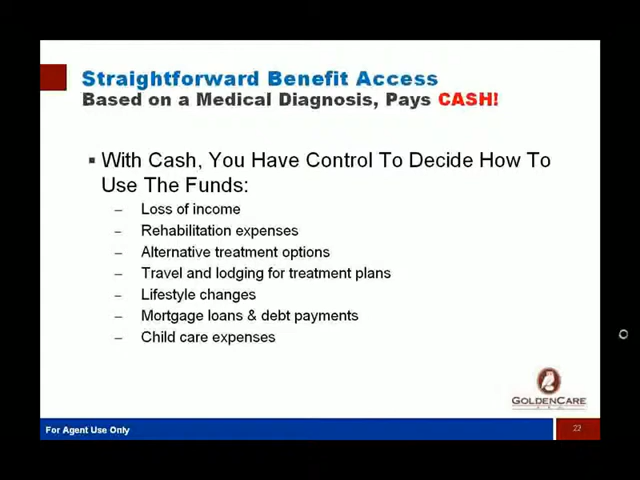 Straightforward Benefit Access
Based on a Medical Diagnosis, Pays CASH!
▪ With Cash, You Have Control To Decide How To
Use The Funds:
– Loss of income
– Rehabilitation expenses
– Alternative treatment options
– Travel and lodging for treatment plans
– Lifestyle changes
– Mortgage loans & debt payments
– Child care expenses
GOLDENCARE
For Agent Use Only
22